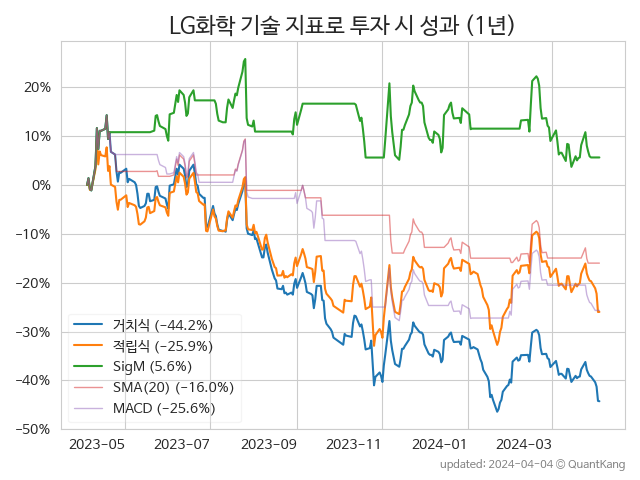 LG화학 기술 지표로 투자 시 성과 (1년)
20%
10%
0%
−10%
−20%
−30%
−40%
−50%
거치식 (−44.2%)
적립식 (−25.9%)
SigM (5.6%)
SMA(20) (−16.0%)
MACD (−25.6%)
2023-05
2023-07
2023-09
2023-11
2024-01
2024-03
updated: 2024-04-04 © QuantKang